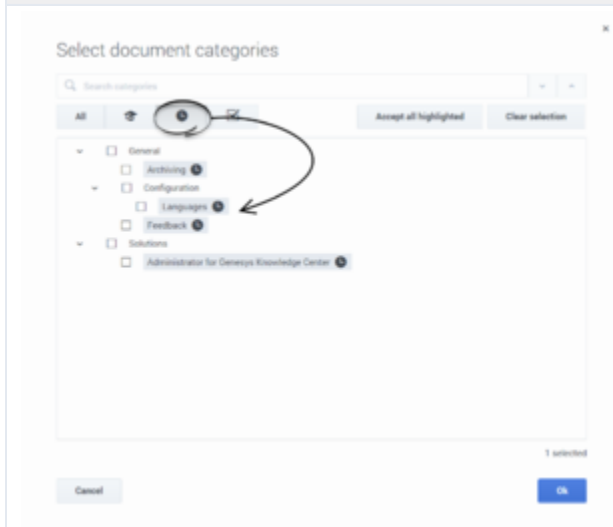 Select document categories
Search categories
All Accept all highlighted Clear selection
General
Archiving
Configuration
Languages
Feedback
Solutions
Administrator for Genesys Knowledge Center
1 selected
Cancel Ok